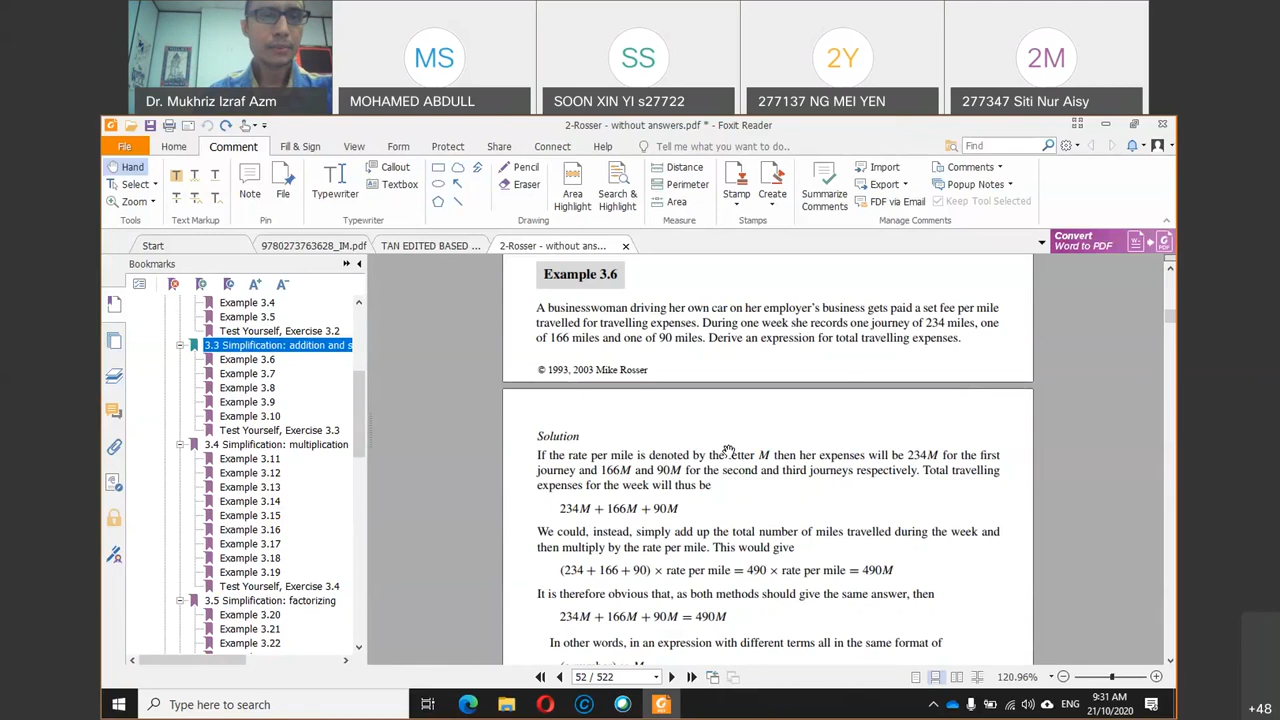 MS
SS
2Y
2M
Dr. Mukhriz Izraf Azm
MOHAMED ABDULL
SOON XIN YI s27722
277137 NG MEI YEN
277347 Siti Nur Aisy
2-Rosser - without answers.pdf * - Foxit Reader
File
Home
Comment
Fill & Sign
View
Form
Protect
Share
Connect
Help
Tell me what you want to do...
Find
Hand
Select
Zoom
Tools
Text Markup
Note
File
Pin
Typewriter
Callout
Textbox
Typewriter
Pencil
Eraser
Drawing
Area Highlight
Search & Highlight
Distance
Perimeter
Area
Measure
Stamp
Create
Stamps
Summarize Comments
Import
Export
FDF via Email
Comments
Popup Notes
Keep Tool Selected
Manage Comments
Start
9780273763628_IM.pdf
TAN EDITED BASED ...
2-Rosser - without ans...
Convert
Word to PDF
Bookmarks
Example 3.4
Example 3.5
Test Yourself, Exercise 3.2
3.3 Simplification: addition and s
Example 3.6
Example 3.7
Example 3.8
Example 3.9
Example 3.10
Test Yourself, Exercise 3.3
3.4 Simplification: multiplication
Example 3.11
Example 3.12
Example 3.13
Example 3.14
Example 3.15
Example 3.16
Example 3.17
Example 3.18
Example 3.19
Test Yourself, Exercise 3.4
3.5 Simplification: factorizing
Example 3.20
Example 3.21
Example 3.22
Example 3.6
A businesswoman driving her own car on her employer's business gets paid a set fee per mile
travelled for travelling expenses. During one week she records one journey of 234 miles, one
of 166 miles and one of 90 miles. Derive an expression for total travelling expenses.
© 1993, 2003 Mike Rosser
Solution
If the rate per mile is denoted by the letter M then her expenses will be 234M for the first
journey and 166M and 90M for the second and third journeys respectively. Total travelling
expenses for the week will thus be
234M + 166M + 90M
We could, instead, simply add up the total number of miles travelled during the week and
then multiply by the rate per mile. This would give
(234 + 166 + 90) × rate per mile = 490 × rate per mile = 490M
It is therefore obvious that, as both methods should give the same answer, then
234M + 166M + 90M = 490M
In other words, in an expression with different terms all in the same format of
52 / 522
120.96%
Type here to search
ENG
9:31 AM
21/10/2020
+48